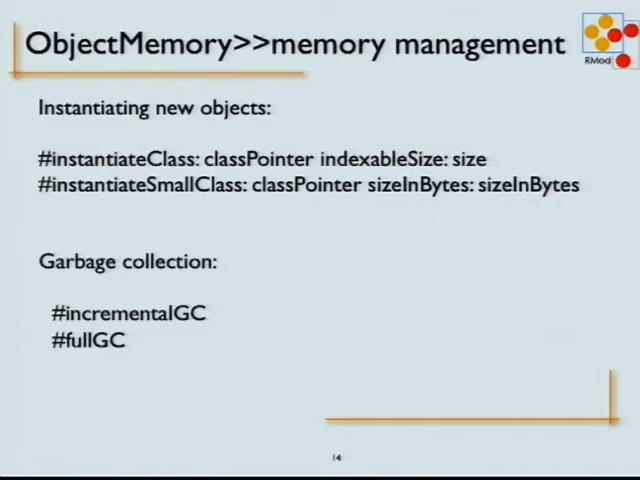 ObjectMemory>>memory management
RMod
Instantiating new objects:
#instantiateClass: classPointer indexableSize: size
#instantiateSmallClass: classPointer sizeInBytes: sizeInBytes
Garbage collection:
#incrementalGC
#fullGC
14